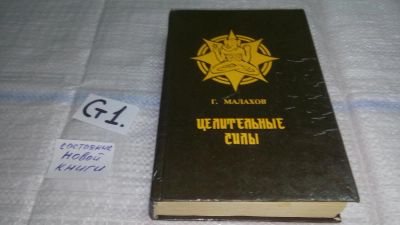 Г. МАЛАХОВ
ЦЕЛИТЕЛЬНЫЕ
СИЛЫ
G1.
состояние
новой
книги